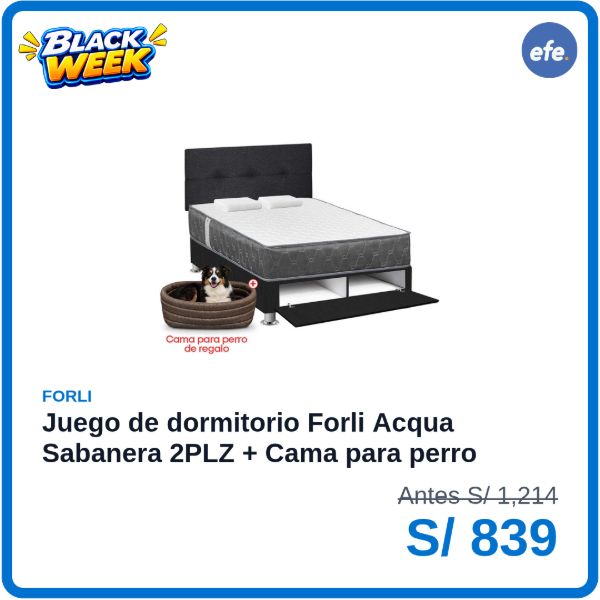 BLACK
WEEK
efe.
+
Cama para perro
de regalo
FORLI
Juego de dormitorio Forli Acqua
Sabanera 2PLZ + Cama para perro
Antes S/ 1,214
S/ 839